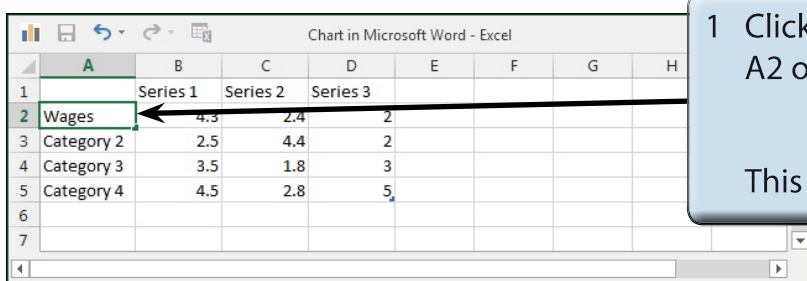 Chart in Microsoft Word - Excel
A B C D E F G H
1 Series 1 Series 2 Series 3
2 Wages 4.3 2.4 2
3 Category 2 2.5 4.4 2
4 Category 3 3.5 1.8 3
5 Category 4 4.5 2.8 5
6
7
1 Click
A2 o
This